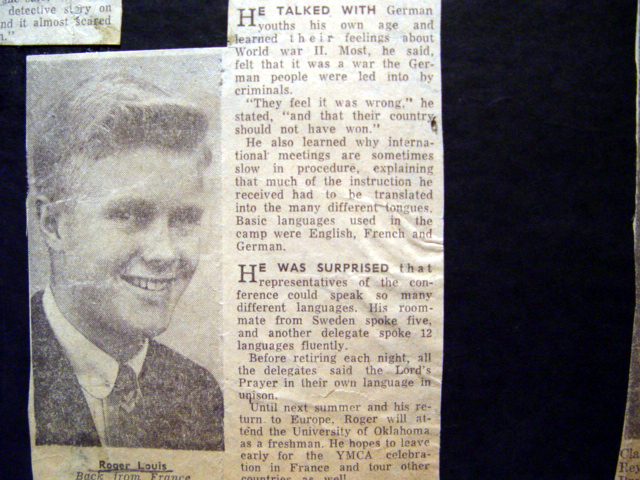 detective story on
it almost scared
HE TALKED WITH German
youths his own age and
learned their feelings about
World war II. Most, he said,
felt that it was a war the Ger-
man people were led into by
criminals.
"They feel it was wrong," he
stated, "and that their country
should not have won."
He also learned why interna-
tional meetings are sometimes
slow in procedure, explaining
that much of the instruction he
received had to be translated
into the many different tongues.
Basic languages used in the
camp were English, French and
German.
HE WAS SURPRISED that
representatives of the con-
ference could speak so many
different languages. His room-
mate from Sweden spoke five,
and another delegate spoke 12
languages fluently.
Before retiring each night, all
the delegates said the Lord's
Prayer in their own language in
unison.
Until next summer and his re-
turn to Europe, Roger will at-
tend the University of Oklahoma
as a freshman. He hopes to leave
early for the YMCA celebra-
tion in France and tour other
countries as well.
Roger Louis
Back from France
Cla
Rey